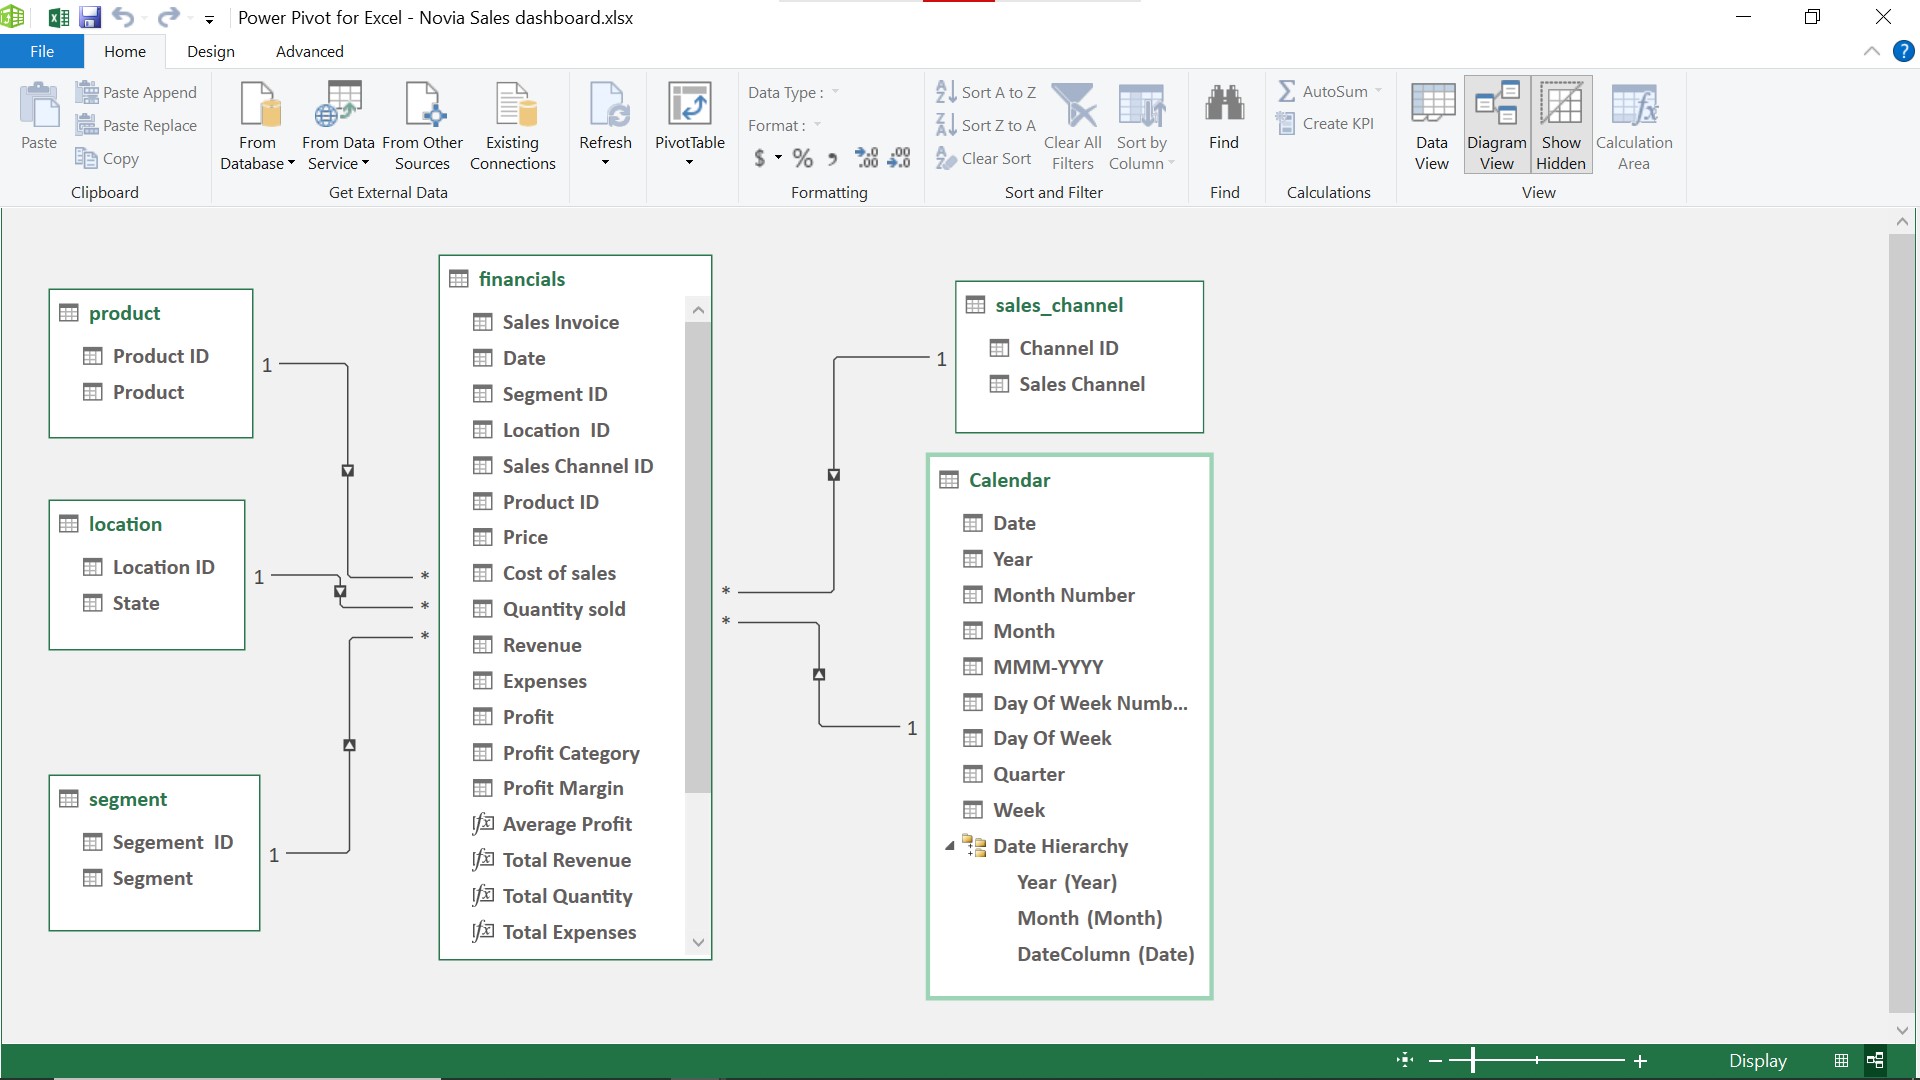 Power Pivot for Excel - Novia Sales dashboard.xlsx
File Home Design Advanced
?
Paste
Paste Append
Paste Replace
Copy
Clipboard
From Database
From Data Service
From Other Sources
Existing Connections
Get External Data
Refresh
PivotTable
Data Type :
Format :
$ % , .00 .0 .00 .0
Formatting
Sort A to Z
Sort Z to A
Clear Sort
Clear All Filters
Sort by Column
Sort and Filter
Find
Find
AutoSum
Create KPI
Calculations
Data View
Diagram View
Show Hidden
Calculation Area
View
product
Product ID
Product
1
location
Location ID
State
1
segment
Segement  ID
Segment
1
*
*
*
financials
Sales Invoice
Date
Segment ID
Location  ID
Sales Channel ID
Product ID
Price
Cost of sales
Quantity sold
Revenue
Expenses
Profit
Profit Category
Profit Margin
Average Profit
Total Revenue
Total Quantity
Total Expenses
*
*
1
1
sales_channel
Channel ID
Sales Channel
Calendar
Date
Year
Month Number
Month
MMM-YYYY
Day Of Week Numb...
Day Of Week
Quarter
Week
Date Hierarchy
Year (Year)
Month (Month)
DateColumn (Date)
Display